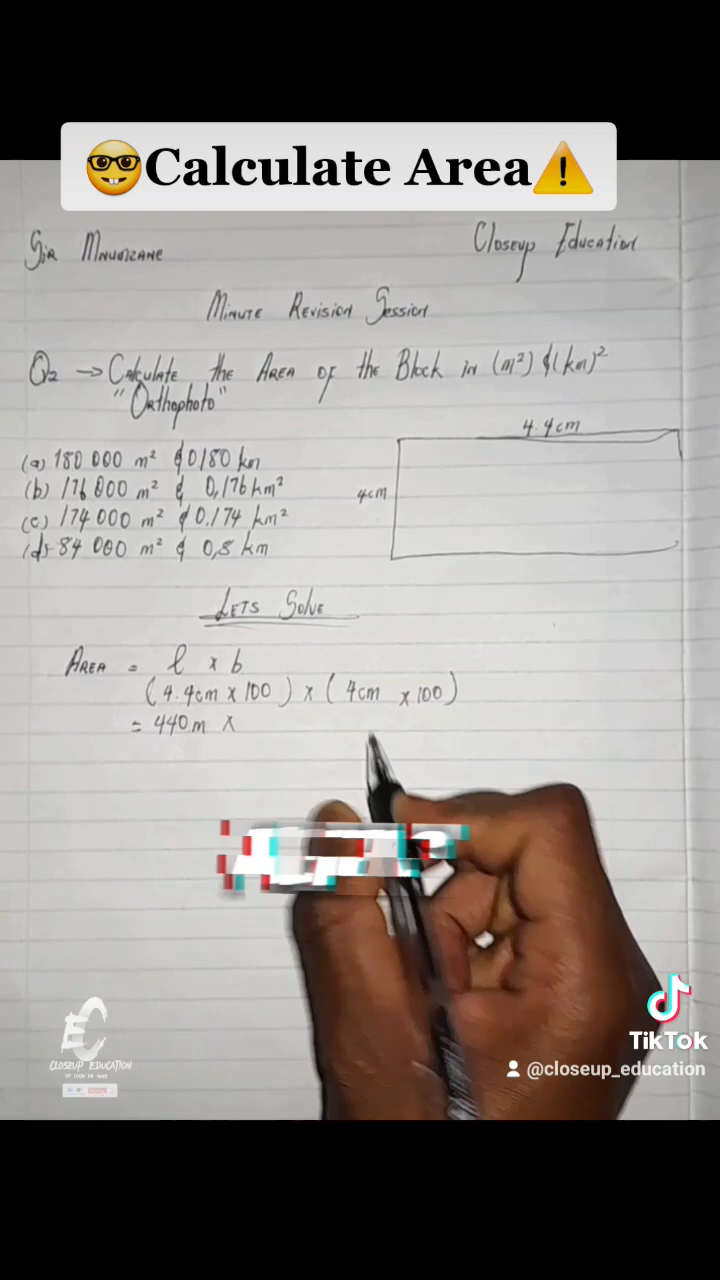 🤓Calculate Area⚠️
Sir Mnumzane
Closeup Education
Minute Revision Session
Q2 → Calculate the Area of the Block in (m²) & (km)²
"Orthophoto"
4.4cm
4cm
(a) 180 000 m² & 0,180 km
(b) 176 000 m² & 0,176 km²
(c) 174 000 m² & 0.174 km²
(d) 84 000 m² & 0,8 km
Lets Solve
Area = l x b
(4.4cm x 100) x (4cm x 100)
= 440m x
CLOSEUP EDUCATION
TikTok
@closeup_education